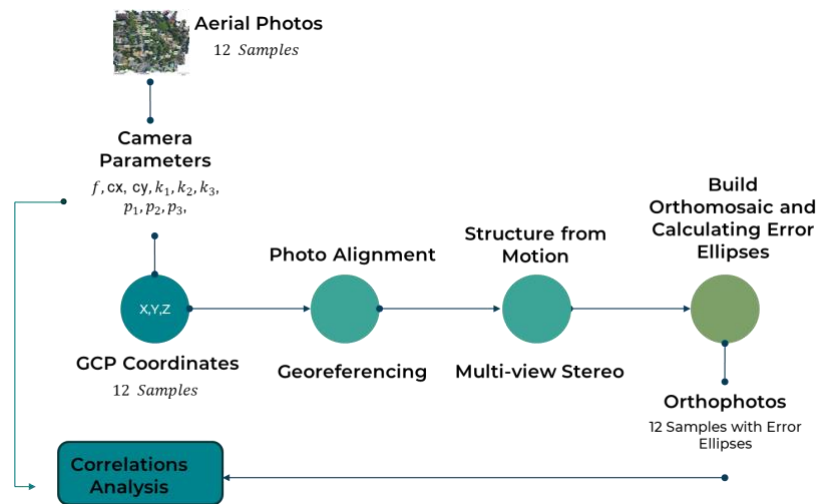 Aerial Photos
12 Samples
Camera
Parameters
f, cx, cy, k₁, k₂, k₃,
p₁, p₂, p₃,
X,Y,Z
GCP Coordinates
12 Samples
Photo Alignment
Georeferencing
Structure from
Motion
Multi-view Stereo
Build
Orthomosaic and
Calculating Error
Ellipses
Orthophotos
12 Samples with Error
Ellipses
Correlations
Analysis